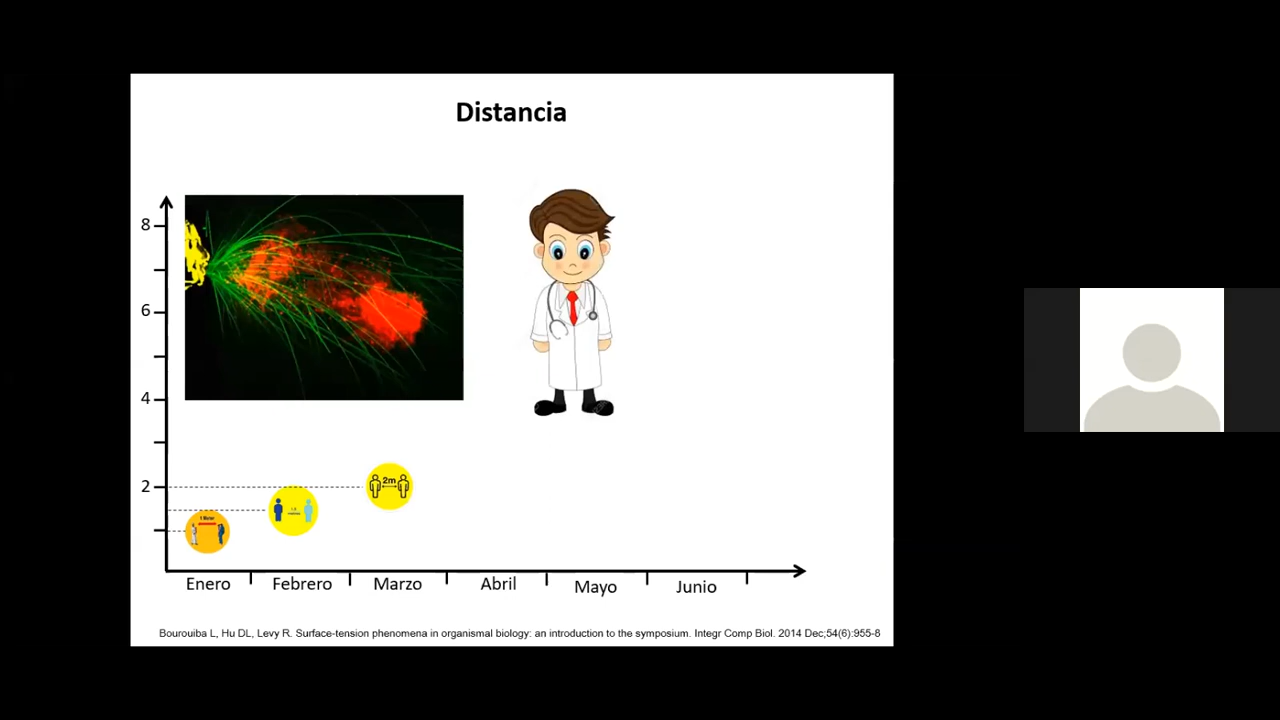 Distancia
8
6
4
2
2m
Enero
Febrero
Marzo
Abril
Mayo
Junio
Bourouiba L, Hu DL, Levy R. Surface-tension phenomena in organismal biology: an introduction to the symposium. Integr Comp Biol. 2014 Dec;54(6):955-8